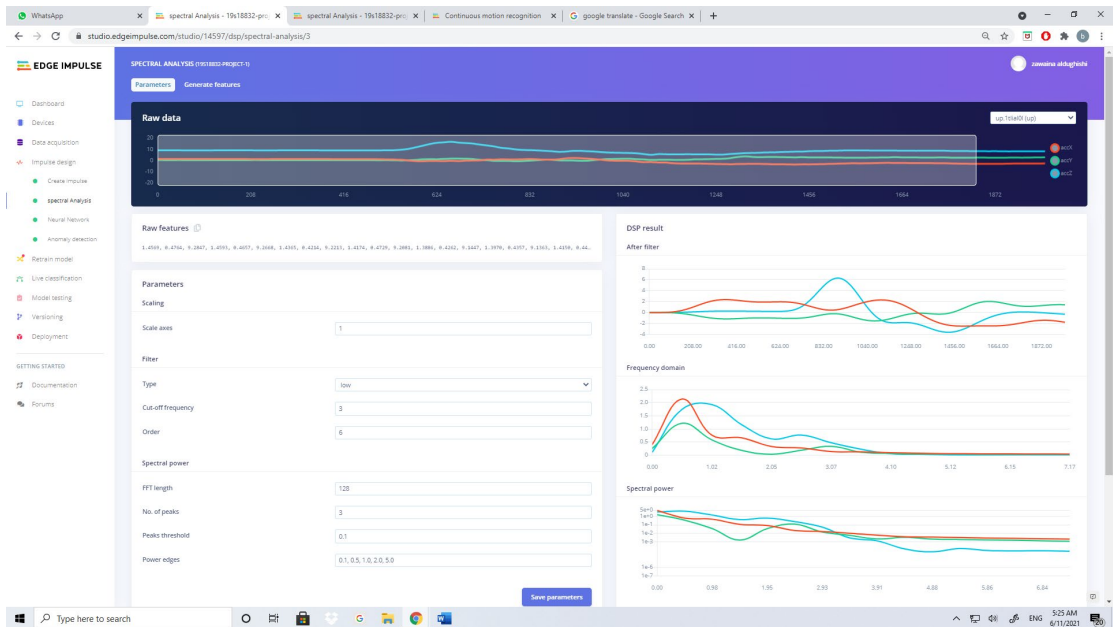 WhatsApp
spectral Analysis - 19s18832-proj
spectral Analysis - 19s18832-proj
Continuous motion recognition
google translate - Google Search
studio.edgeimpulse.com/studio/14597/dsp/spectral-analysis/3
EDGE IMPULSE
Dashboard
Devices
Data acquisition
Impulse design
Create impulse
spectral Analysis
Neural Network
Anomaly detection
Retrain model
Live classification
Model testing
Versioning
Deployment
GETTING STARTED
Documentation
Forums
SPECTRAL ANALYSIS (19S18832-PROJECT-1)
zawaina aldughishi
Parameters Generate features
Raw data
20
10
0
-10
-20
0 208 416 624 832 1040 1248 1456 1664 1872
accX
accY
accZ
Raw features
Parameters
Scaling
Scale axes 1
Filter
Type low
Cut-off frequency 3
Order 6
Spectral power
FFT length 128
No. of peaks 3
Peaks threshold 0.1
Power edges 0.1, 0.5, 1.0, 2.0, 5.0
Save parameters
DSP result
After filter
8
6
4
2
0
-2
-4
0.00 208.00 416.00 624.00 832.00 1040.00 1248.00 1456.00 1664.00 1872.00
Frequency domain
2.5
2.0
1.5
1.0
0.5
0
0.00 1.02 2.05 3.07 4.10 5.12 6.15 7.17
Spectral power
5e+0
1e+0
1e-1
1e-2
1e-3
1e-6
1e-7
0.00 0.98 1.95 2.93 3.91 4.88 5.86 6.84
Type here to search
ENG
5:25 AM
6/11/2021
20